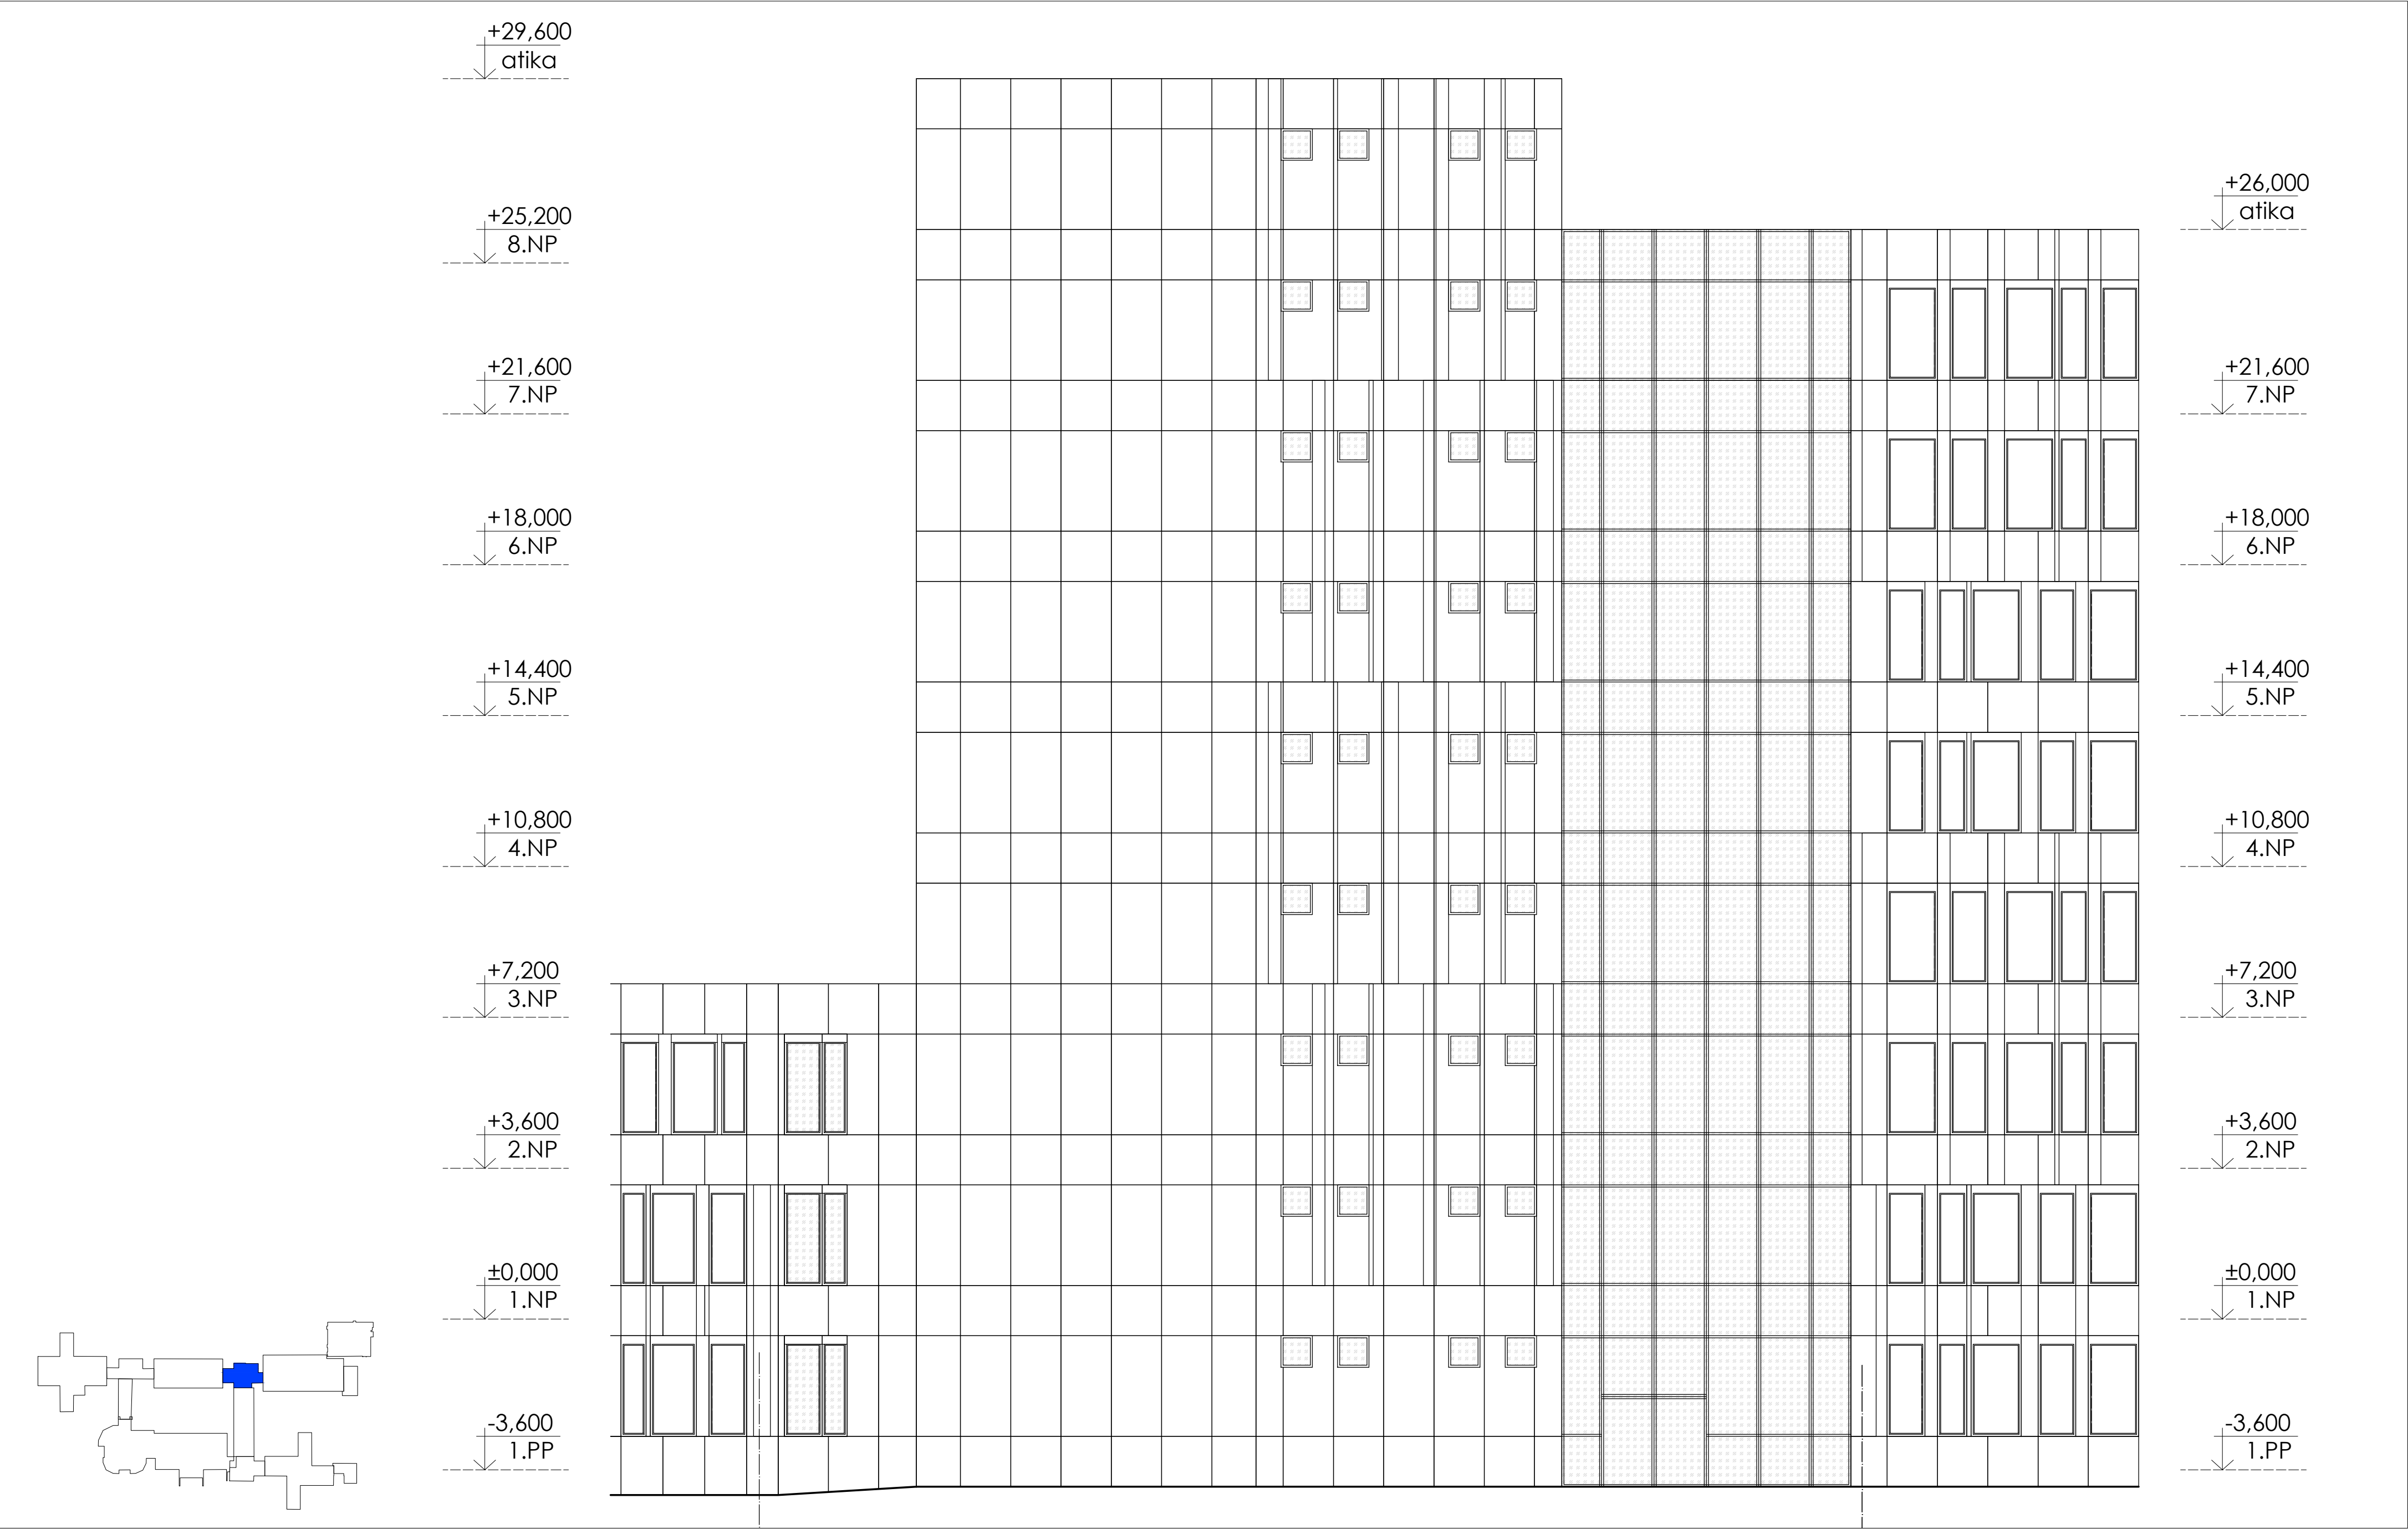 +29,600
atika
+25,200
8.NP
+21,600
7.NP
+18,000
6.NP
+14,400
5.NP
+10,800
4.NP
+7,200
3.NP
+3,600
2.NP
±0,000
1.NP
-3,600
1.PP
+26,000
atika
+21,600
7.NP
+18,000
6.NP
+14,400
5.NP
+10,800
4.NP
+7,200
3.NP
+3,600
2.NP
±0,000
1.NP
-3,600
1.PP